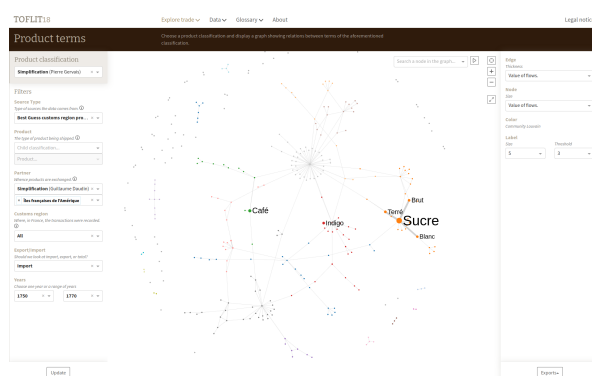 TOFLIT18
Explore trade
Data
Glossary
About
Legal notic
Product terms
Choose a product classification and display a graph showing relations between terms of the aforementioned
classification.
Product classification
Simplification (Pierre Gervais)
Filters
Source Type
Type of sources the data comes from
Best Guess customs region pro...
Product
The type of product being shipped
Child classification...
Product...
Partner
Whence products are exchanged
Simplification (Guillaume Daudin)
× Îles françaises de l'Amérique
Customs region
Where, in France, the transactions were recorded
All
Export/Import
Should we look at import, export, or total?
Import
Years
Choose one year or a range of years
1750
1770
Update
Search a node in the graph...
Café
Indigo
Brut
Terré
Sucre
Blanc
Edge
Thickness
Value of flows.
Node
Size
Value of flows.
Color
Community Louvain
Label
Size
Threshold
5
3
Exports